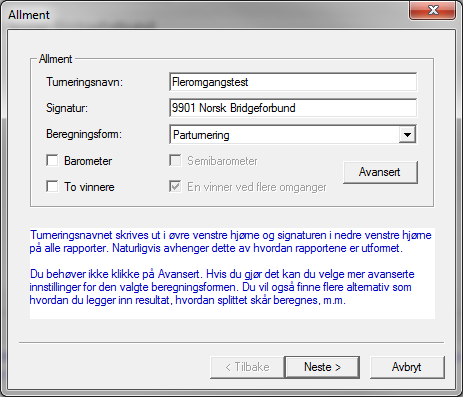 Allment
Allment
Turneringsnavn:
Fleromgangstest
Signatur:
9901 Norsk Bridgeforbund
Beregningsform:
Parturnering
Barometer
Semibarometer
Avansert
To vinnere
En vinner ved flere omganger
Turneringsnavnet skrives ut i øvre venstre hjørne og signaturen i nedre venstre hjørne
på alle rapporter. Naturligvis avhenger dette av hvordan rapportene er utformet.
Du behøver ikke klikke på Avansert. Hvis du gjør det kan du velge mer avanserte
innstillinger for den valgte beregningsformen. Du vil også finne flere alternativ som
hvordan du legger inn resultat, hvordan splittet skår beregnes, m.m.
< Tilbake
Neste >
Avbryt